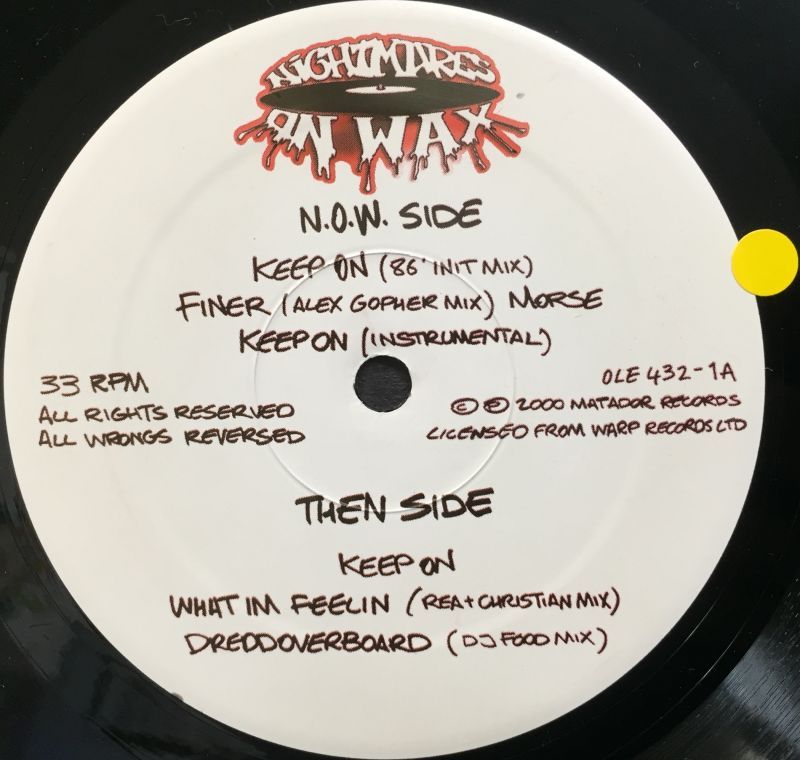 NIGHTMARES
ON WAX
N.O.W. SIDE
KEEP ON (86' INIT MIX)
FINER (ALEX GOPHER MIX) MORSE
KEEP ON (INSTRUMENTAL)
33 RPM
ALL RIGHTS RESERVED
ALL WRONGS REVERSED
OLE 432-1A
© ℗ 2000 MATADOR RECORDS
LICENSED FROM WARP RECORDS LTD
THEN SIDE
KEEP ON
WHAT IM FEELIN (REA+CHRISTIAN MIX)
DREDDOVERBOARD (DJ FOOD MIX)